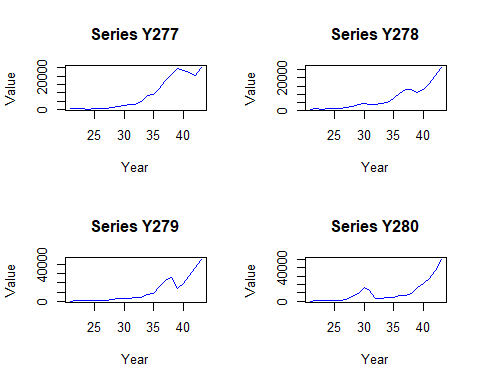 Series Y277
Value
0
20000
25 30 35 40
Year
Series Y278
Value
0
20000
25 30 35 40
Year
Series Y279
Value
0
40000
25 30 35 40
Year
Series Y280
Value
0
40000
25 30 35 40
Year